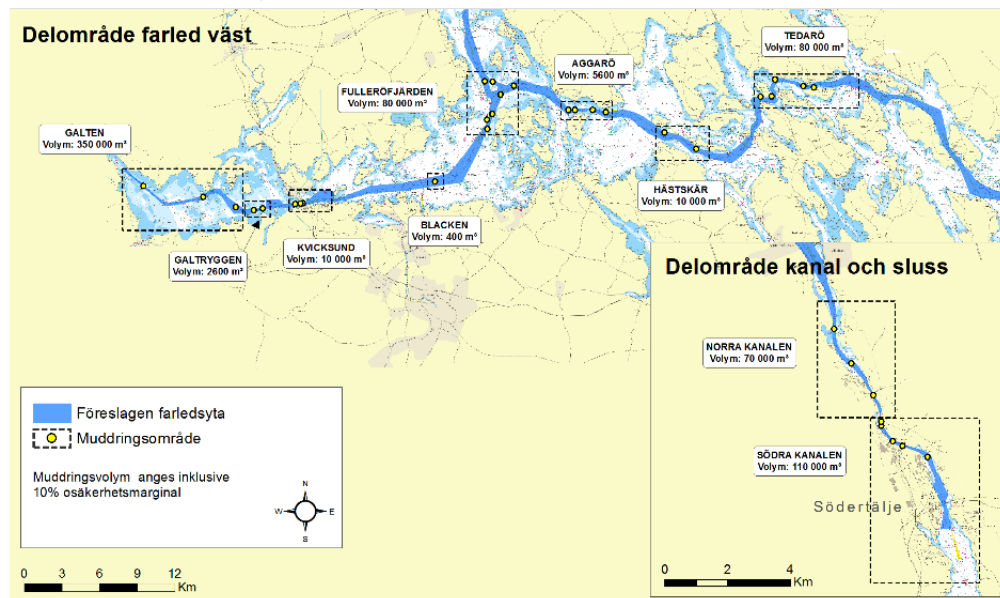 Delområde farled väst
TEDARÖ
Volym: 80 000 m³
AGGARÖ
Volym: 5600 m³
FULLERÖFJÄRDEN
Volym: 80 000 m³
GALTEN
Volym: 350 000 m³
HÄSTSKÄR
Volym: 10 000 m³
BLACKEN
Volym: 400 m³
KVICKSUND
Volym: 10 000 m³
GALTRYGGEN
Volym: 2600 m³
Delområde kanal och sluss
NORRA KANALEN
Volym: 70 000 m³
SÖDRA KANALEN
Volym: 110 000 m³
Södertälje
Föreslagen farledsyta
Muddringsområde
Muddringsvolym anges inklusive
10% osäkerhetsmarginal
N
W E
S
0 3 6 9 12
Km
0 2 4
Km